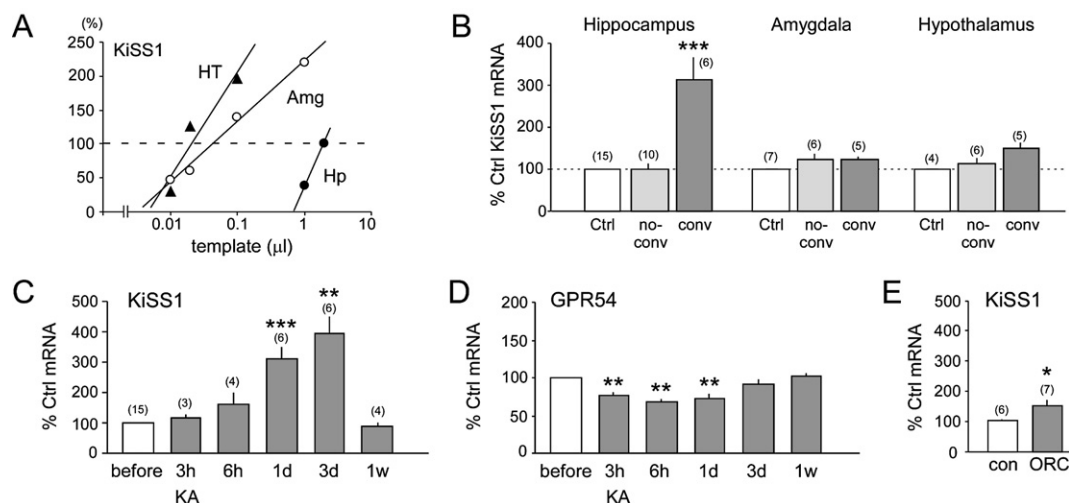 A
(%)
KiSS1
250
200
150
100
50
0
HT
Amg
Hp
0.01 0.1 1 10
template (µl)
B
Hippocampus Amygdala Hypothalamus
% Ctrl KiSS1 mRNA
400
300
200
100
0
(15) (10) *** (6) (7) (6) (5) (4) (6) (5)
Ctrl no-conv conv Ctrl no-conv conv Ctrl no-conv conv
C
KiSS1
% Ctrl mRNA
500
400
300
200
100
0
(15) (3) (4) *** (6) ** (6) (4)
before 3h 6h 1d 3d 1w
KA
D
GPR54
% Ctrl mRNA
200
150
100
50
0
** ** **
before 3h 6h 1d 3d 1w
KA
E
KiSS1
% Ctrl mRNA
500
400
300
200
100
0
(6) * (7)
con ORC